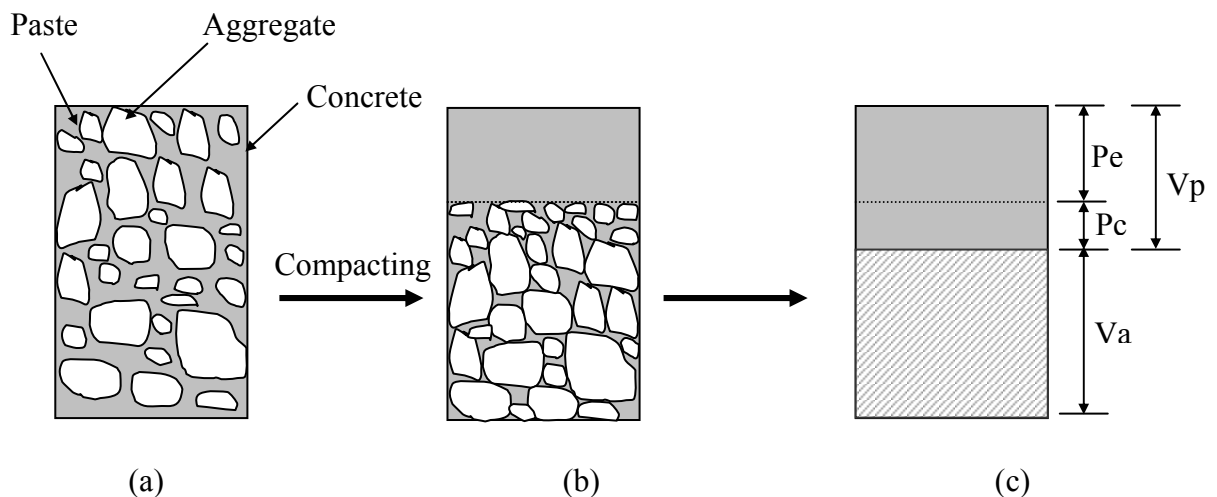 Paste
Aggregate
Concrete
Compacting
Pe
Pc
Vp
Va
(a)
(b)
(c)